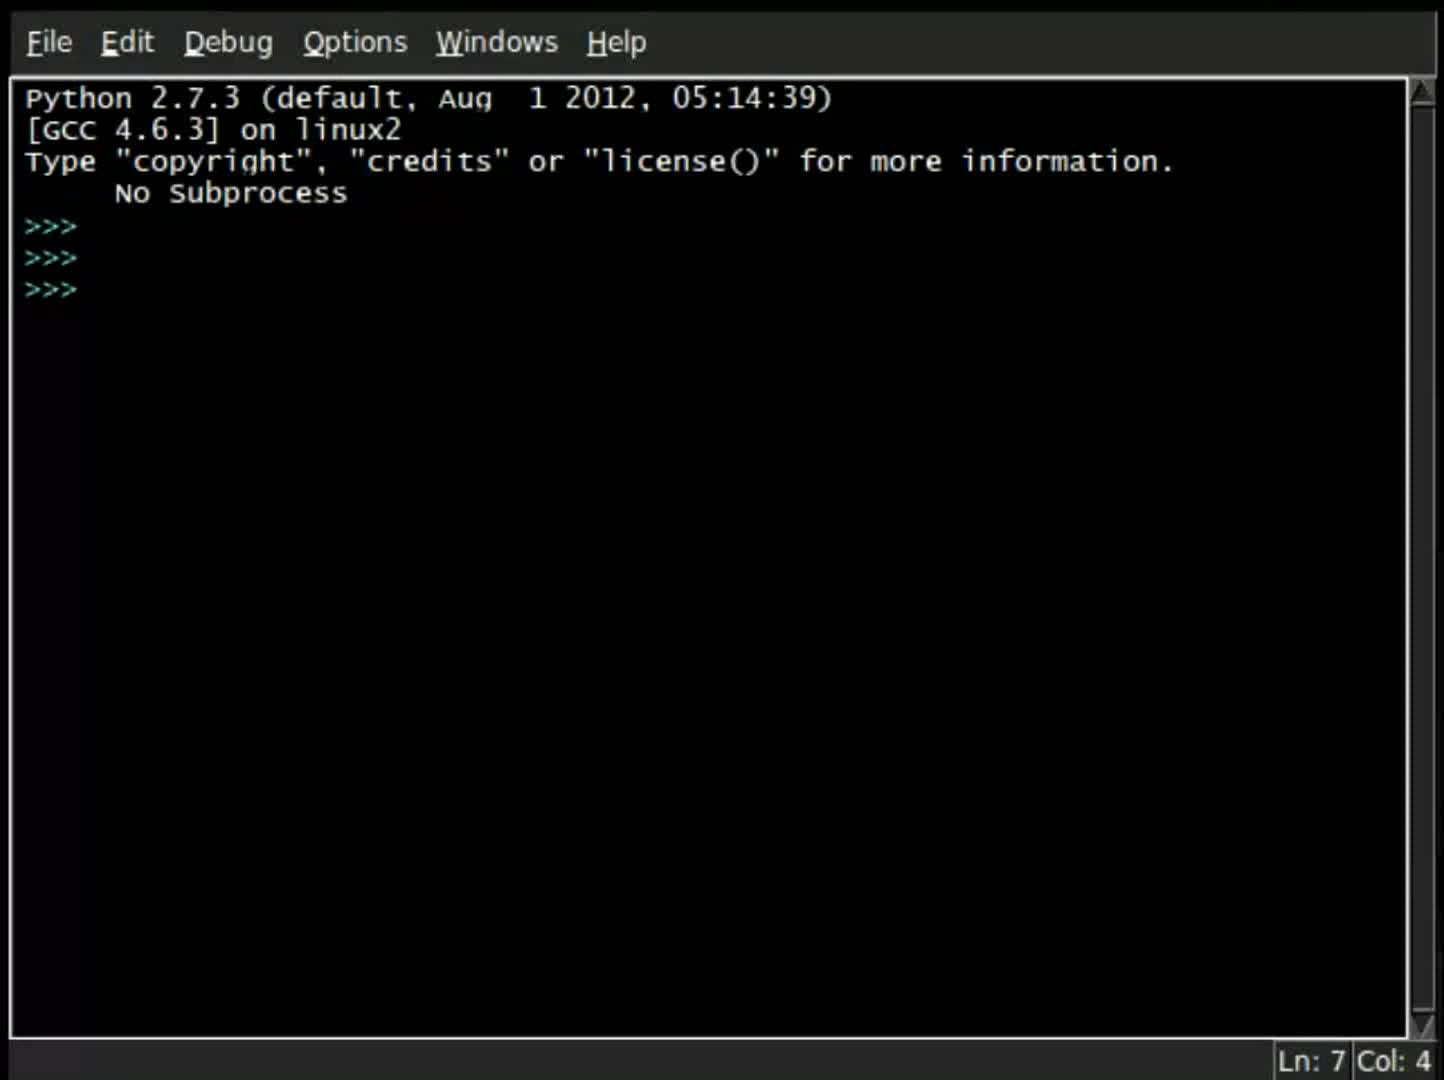 File Edit Debug Options Windows Help
Python 2.7.3 (default, Aug  1 2012, 05:14:39)
[GCC 4.6.3] on linux2
Type "copyright", "credits" or "license()" for more information.
     No Subprocess
>>>
>>>
>>>
Ln: 7 Col: 4